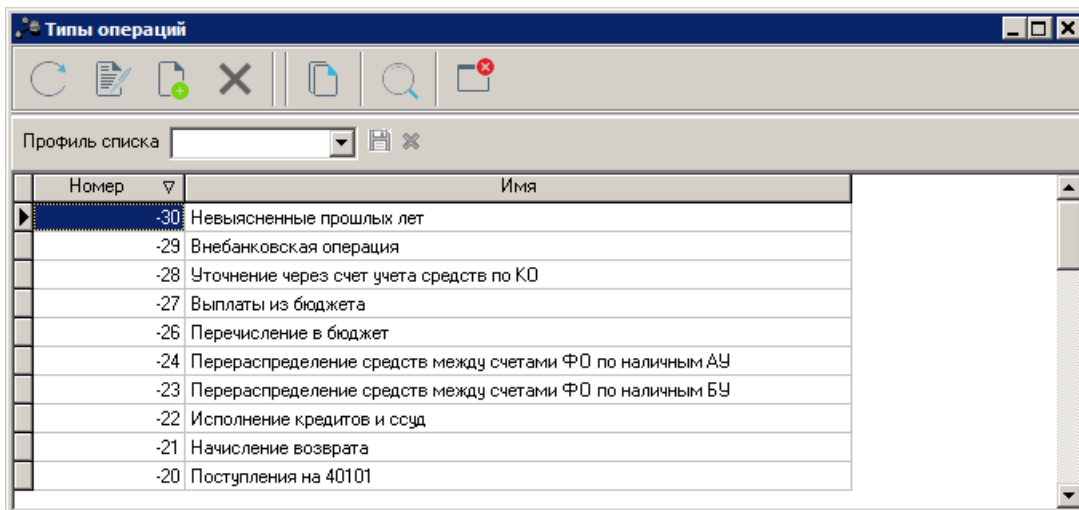 Типы операций
Профиль списка
Номер Имя
-30 Невыясненные прошлых лет
-29 Внебанковская операция
-28 Уточнение через счет учета средств по КО
-27 Выплаты из бюджета
-26 Перечисление в бюджет
-24 Перераспределение средств между счетами ФО по наличным АУ
-23 Перераспределение средств между счетами ФО по наличным БУ
-22 Исполнение кредитов и ссуд
-21 Начисление возврата
-20 Поступления на 40101